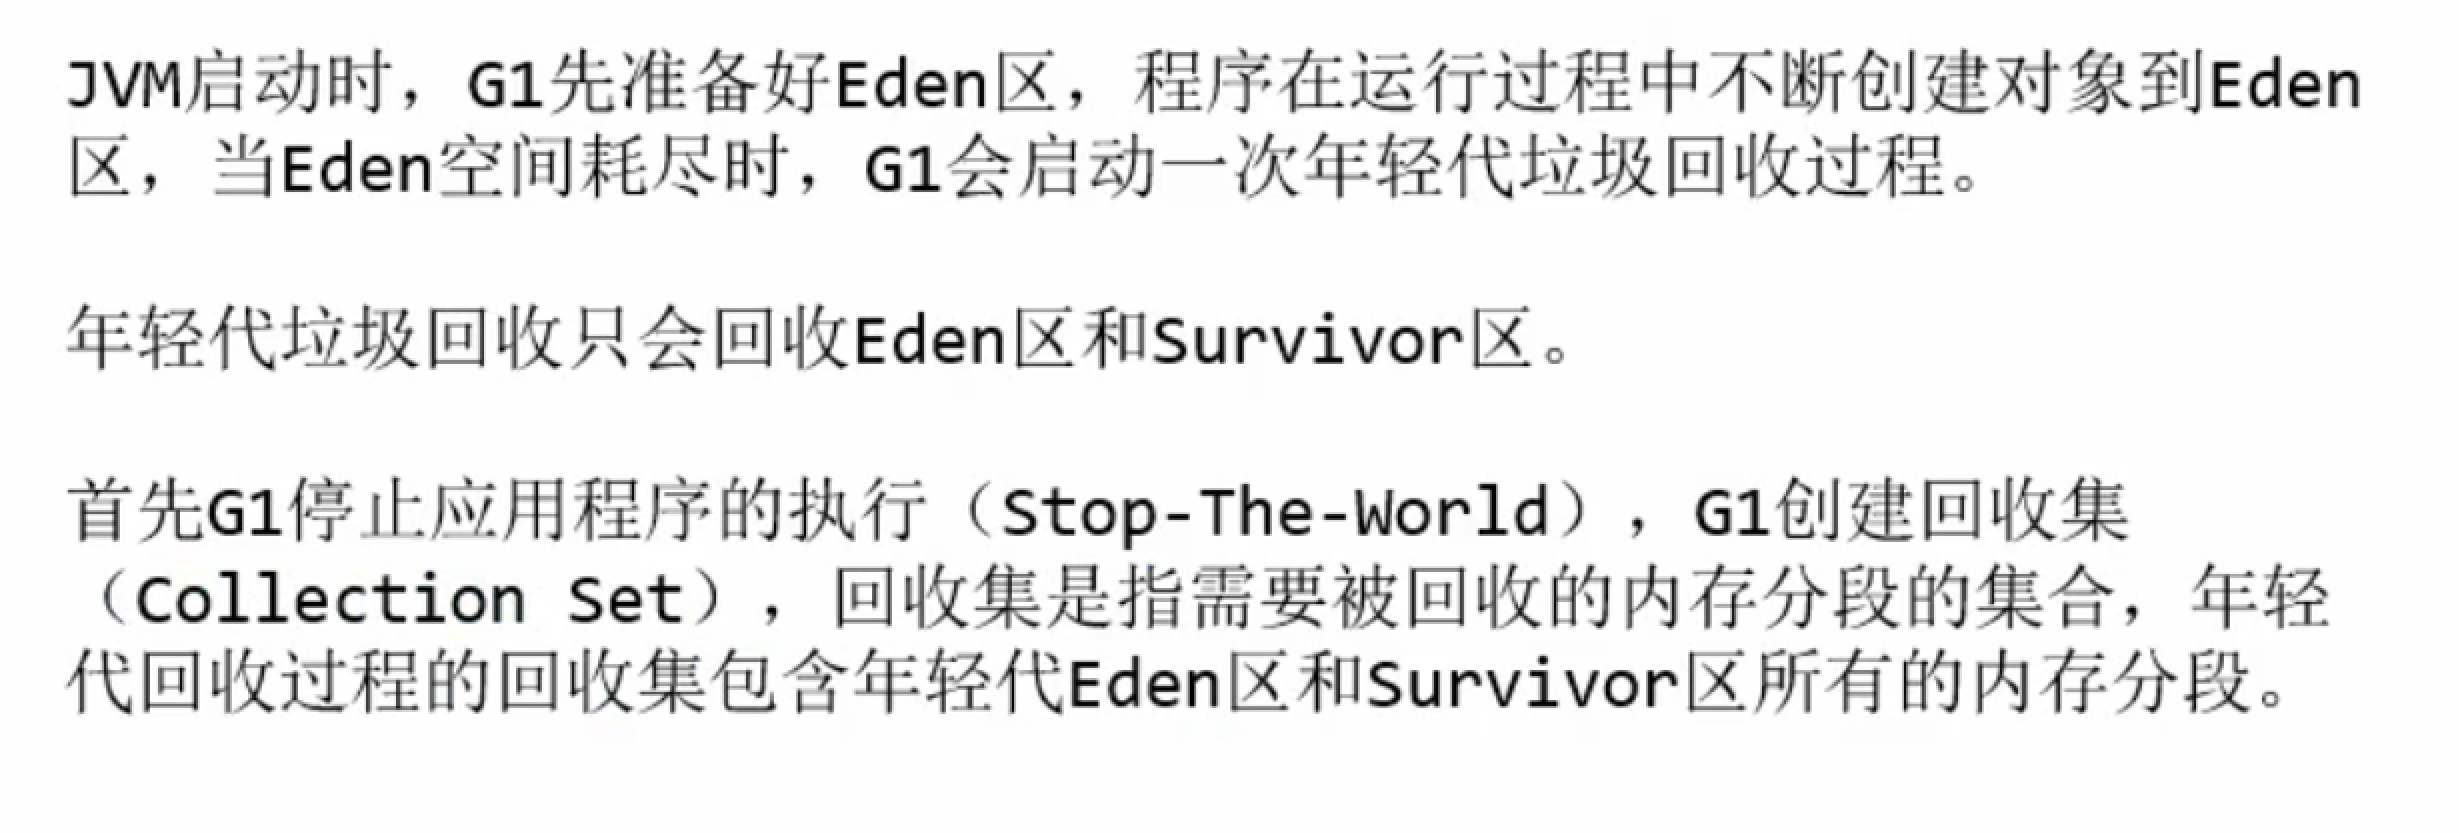 JVM启动时，G1先准备好Eden区，程序在运行过程中不断创建对象到Eden
区，当Eden空间耗尽时，G1会启动一次年轻代垃圾回收过程。
年轻代垃圾回收只会回收Eden区和Survivor区。
首先G1停止应用程序的执行（Stop-The-World），G1创建回收集
（Collection Set），回收集是指需要被回收的内存分段的集合，年轻
代回收过程的回收集包含年轻代Eden区和Survivor区所有的内存分段。